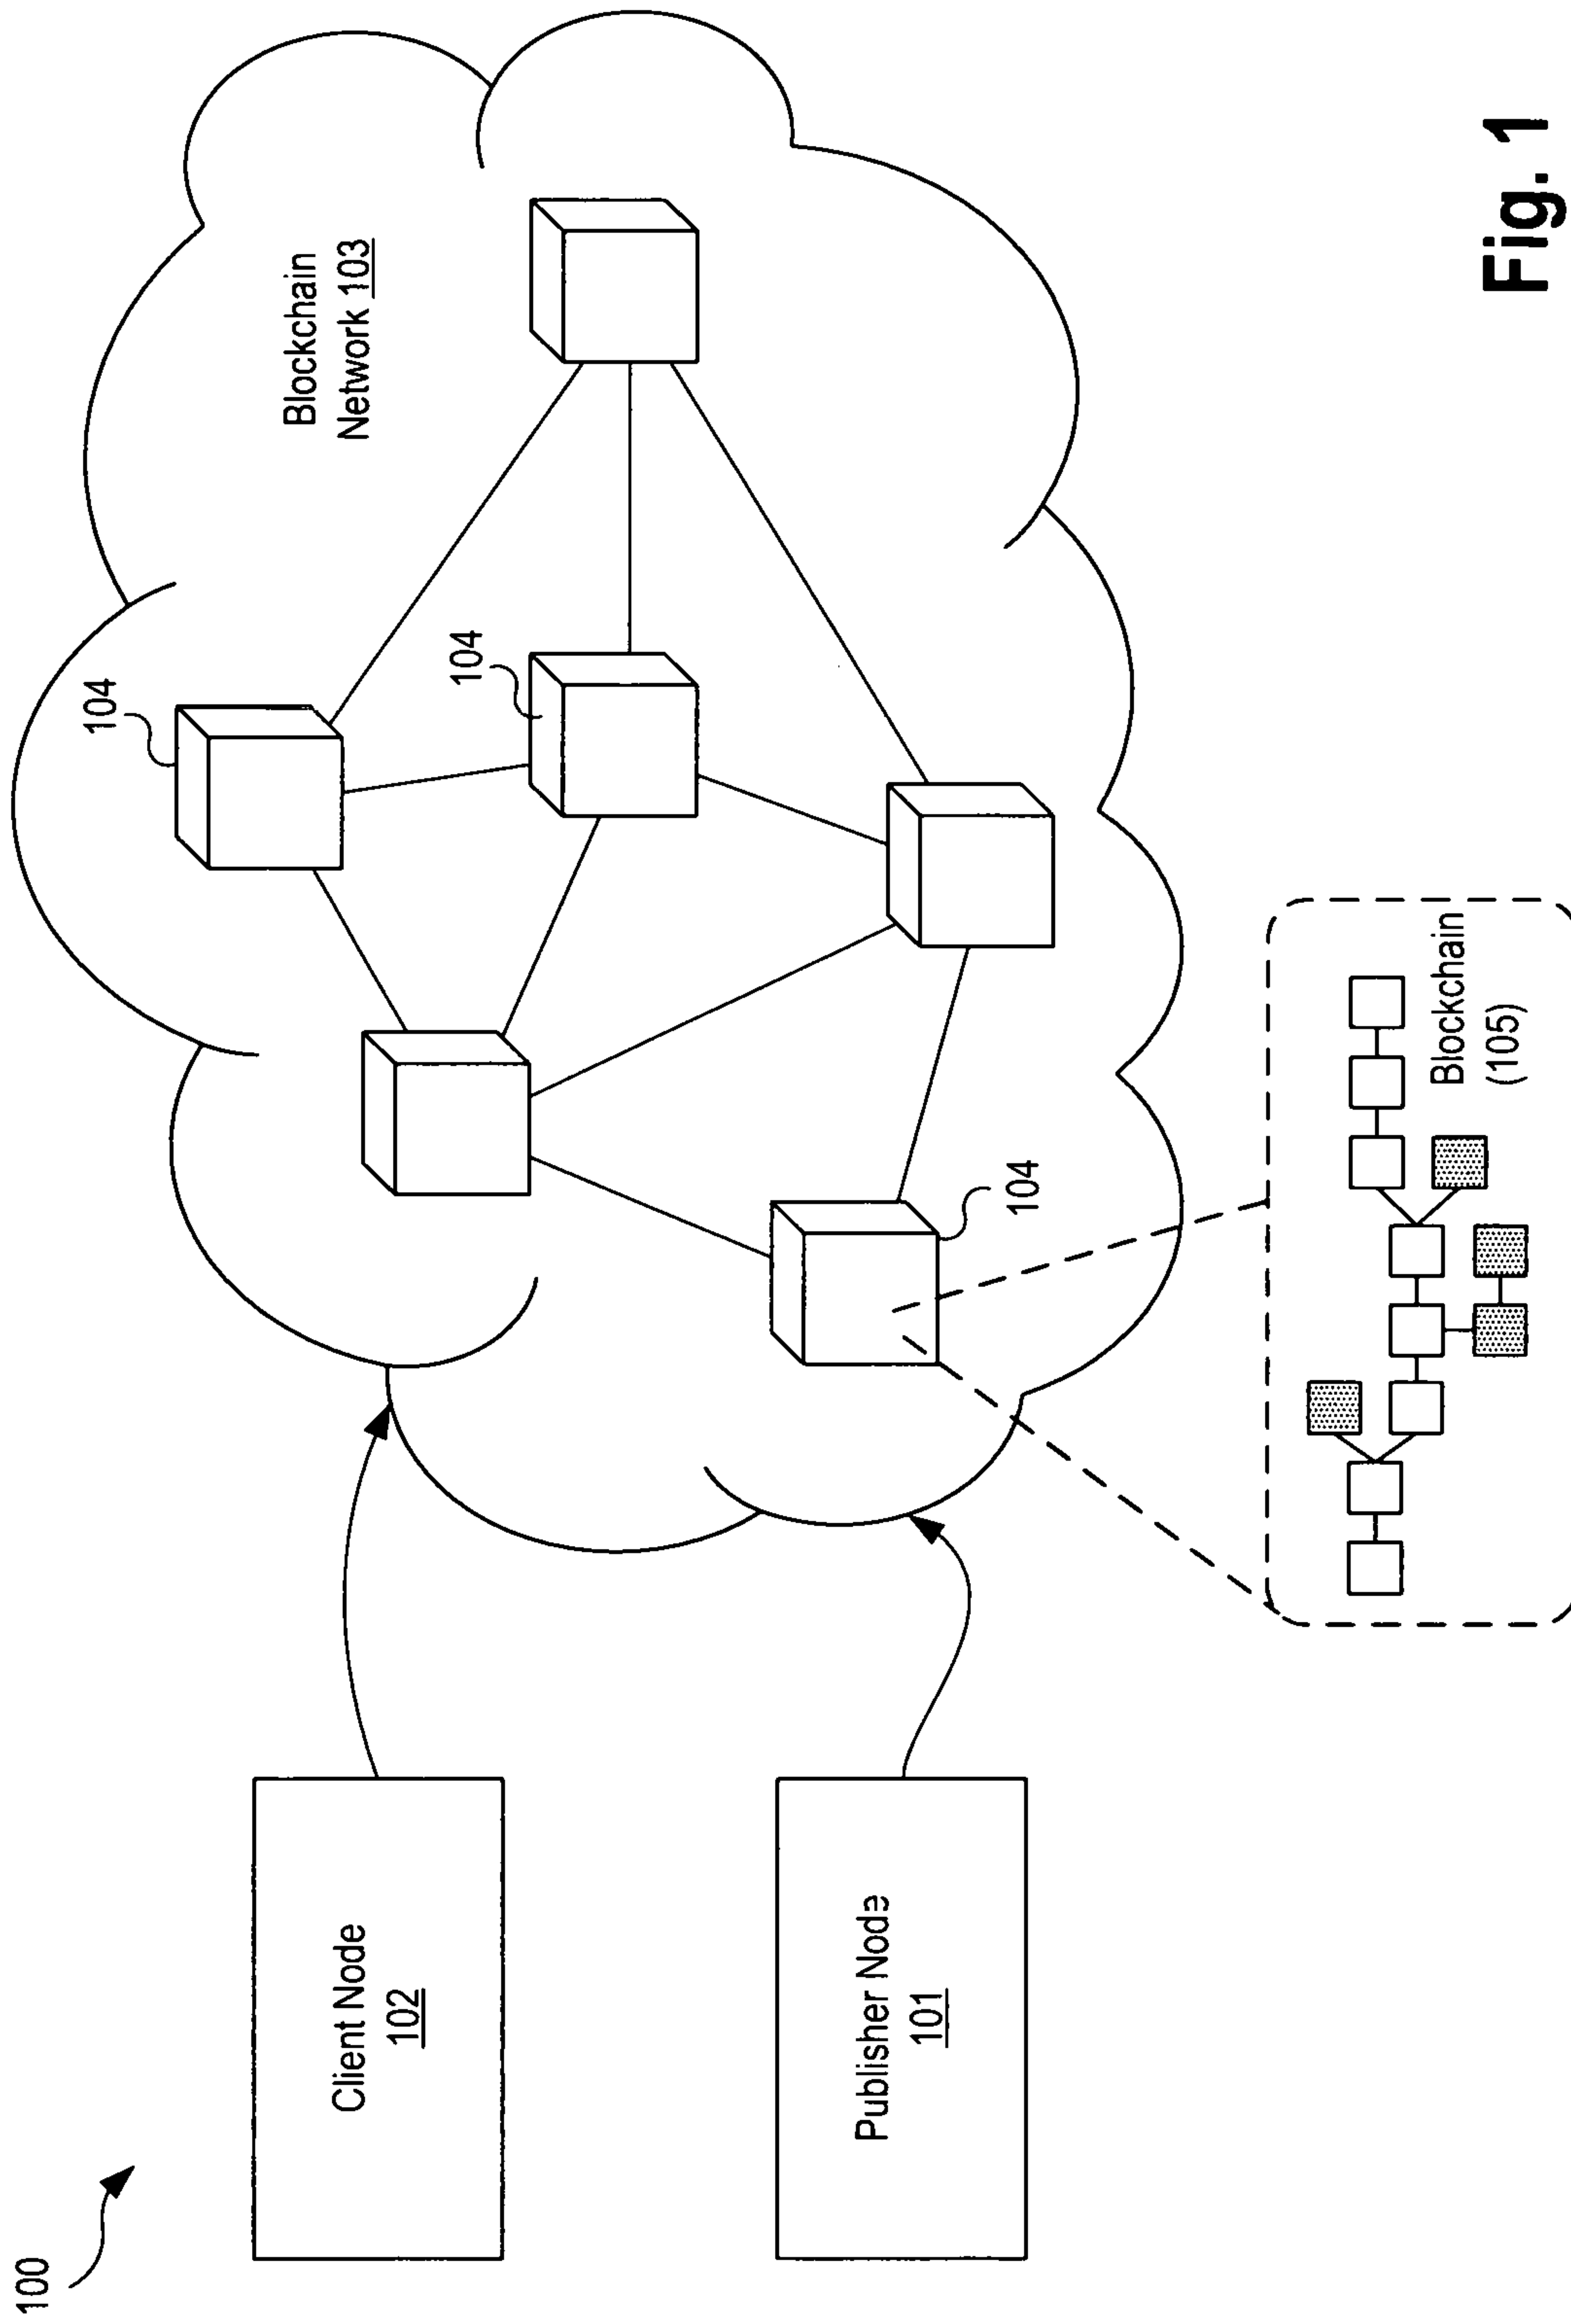 100
Client Node
102
Publisher Node
101
Blockchain
Network 103
104
104
104
Blockchain
(105)
Fig. 1